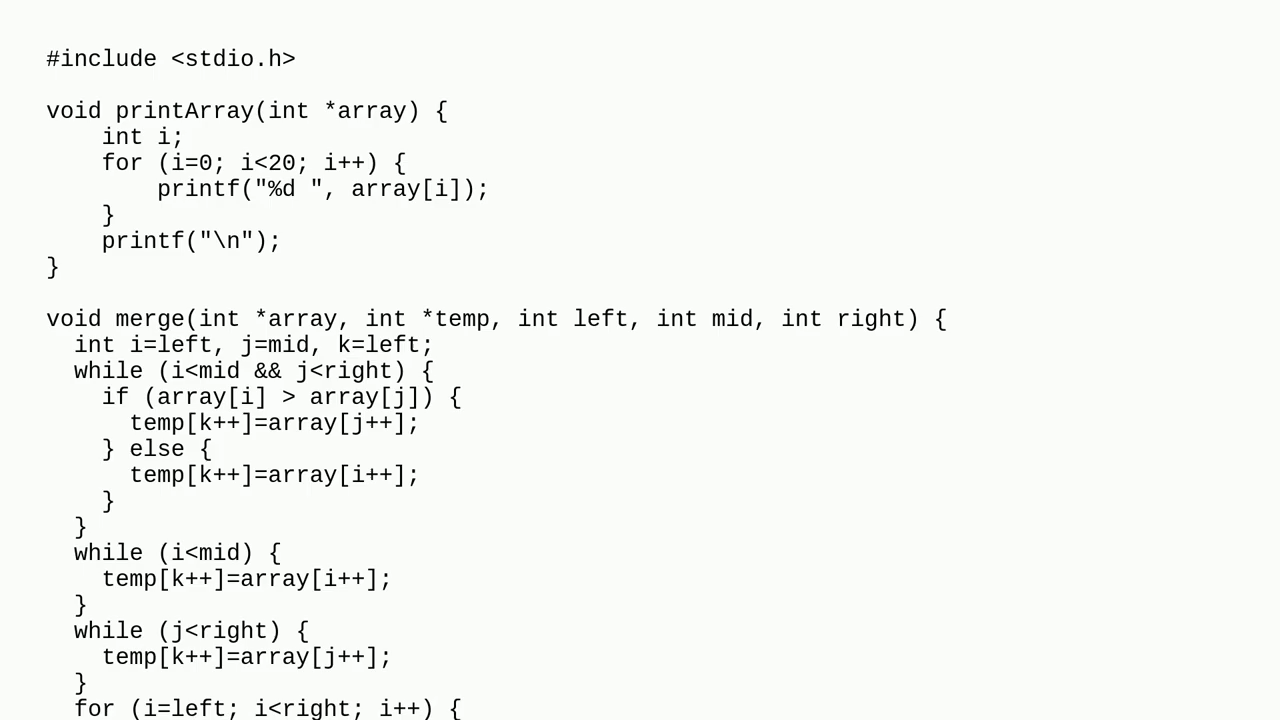 #include <stdio.h>

void printArray(int *array) {
    int i;
    for (i=0; i<20; i++) {
        printf("%d ", array[i]);
    }
    printf("\n");
}

void merge(int *array, int *temp, int left, int mid, int right) {
  int i=left, j=mid, k=left;
  while (i<mid && j<right) {
    if (array[i] > array[j]) {
      temp[k++]=array[j++];
    } else {
      temp[k++]=array[i++];
    }
  }
  while (i<mid) {
    temp[k++]=array[i++];
  }
  while (j<right) {
    temp[k++]=array[j++];
  }
  for (i=left; i<right; i++) {